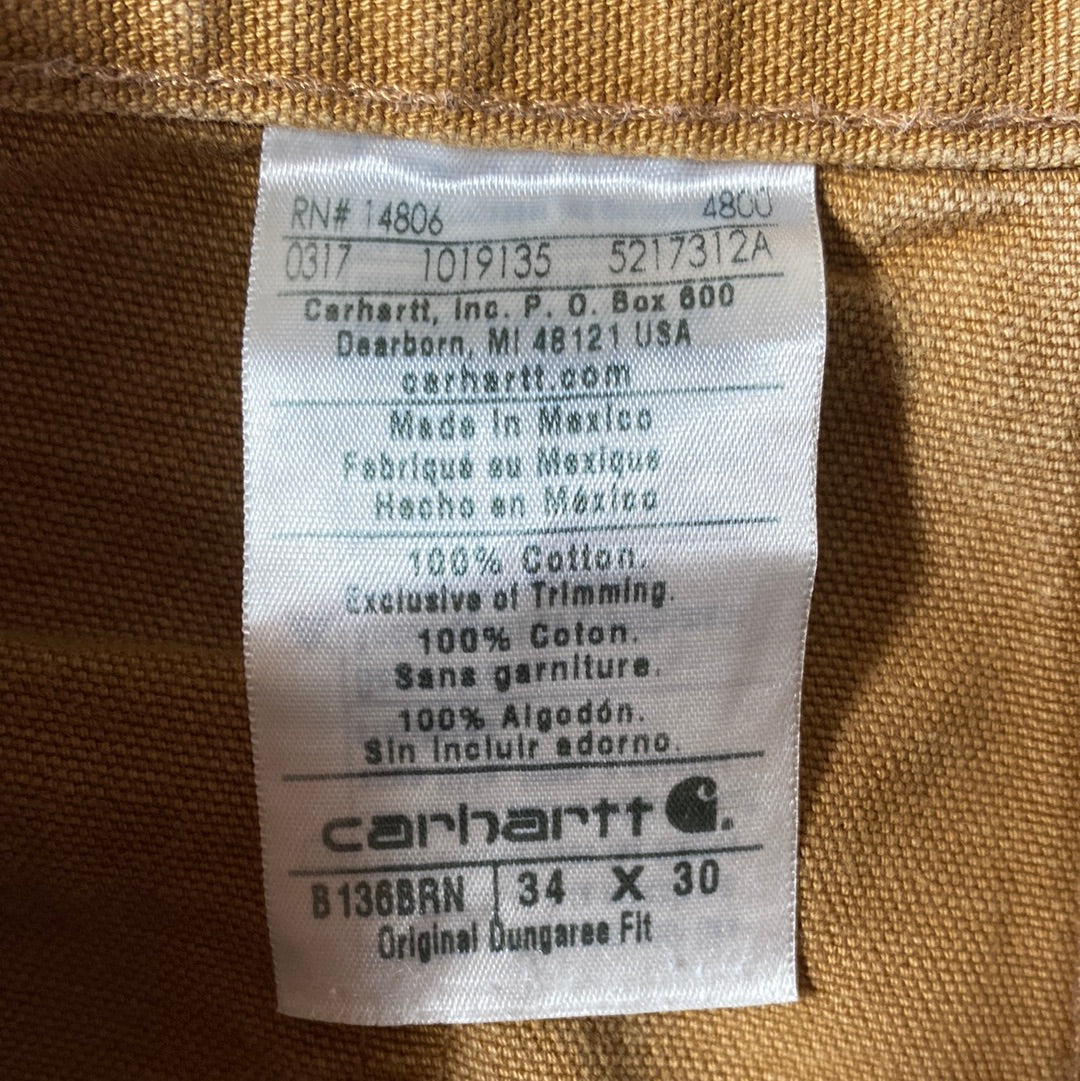 RN# 14806 4800
0317 1019135 5217312A
Carhartt, Inc. P. O. Box 600
Dearborn, MI 48121 USA
carhartt.com
Made in Mexico
Fabriqué au Mexique
Hecho en México
100% Cotton.
Exclusive of Trimming.
100% Coton.
Sans garniture.
100% Algodón.
Sin incluir adorno.
carhartt
B136BRN 34 X 30
Original Dungaree Fit